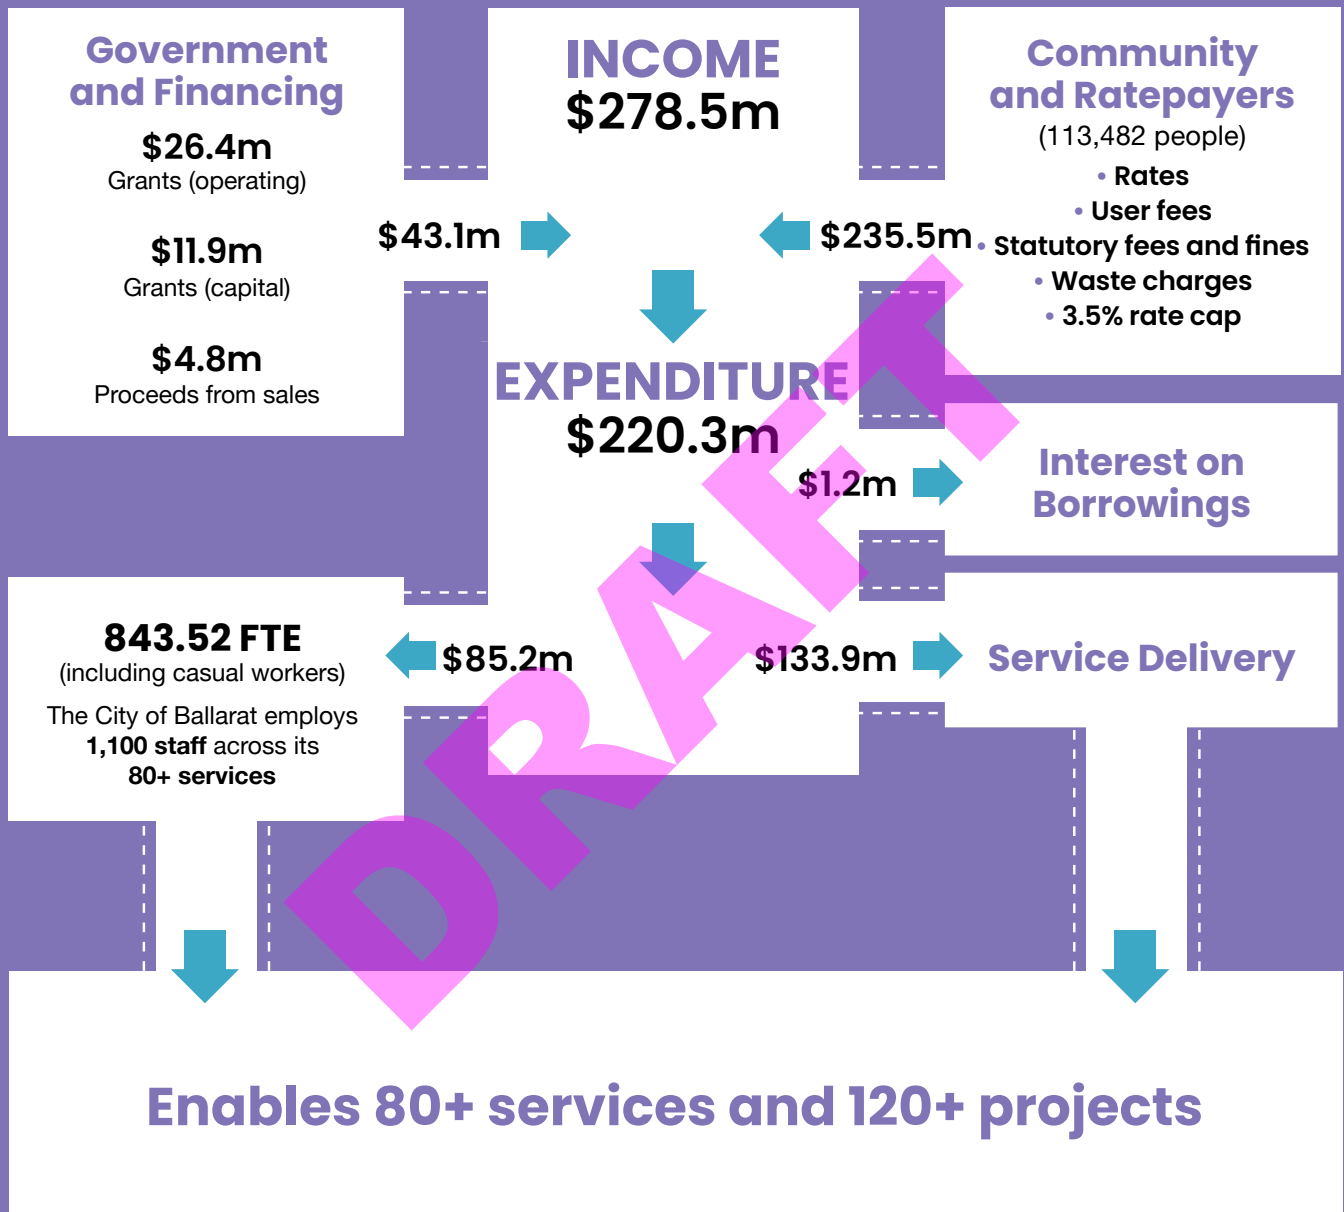 Government
and Financing
$26.4m
Grants (operating)
$11.9m
Grants (capital)
$4.8m
Proceeds from sales
$43.1m
INCOME
$278.5m
$235.5m
Community
and Ratepayers
(113,482 people)
• Rates
• User fees
• Statutory fees and fines
• Waste charges
• 3.5% rate cap
EXPENDITURE
$220.3m
$1.2m
Interest on
Borrowings
843.52 FTE
(including casual workers)
The City of Ballarat employs
1,100 staff across its
80+ services
$85.2m
$133.9m
Service Delivery
DRAFT
Enables 80+ services and 120+ projects